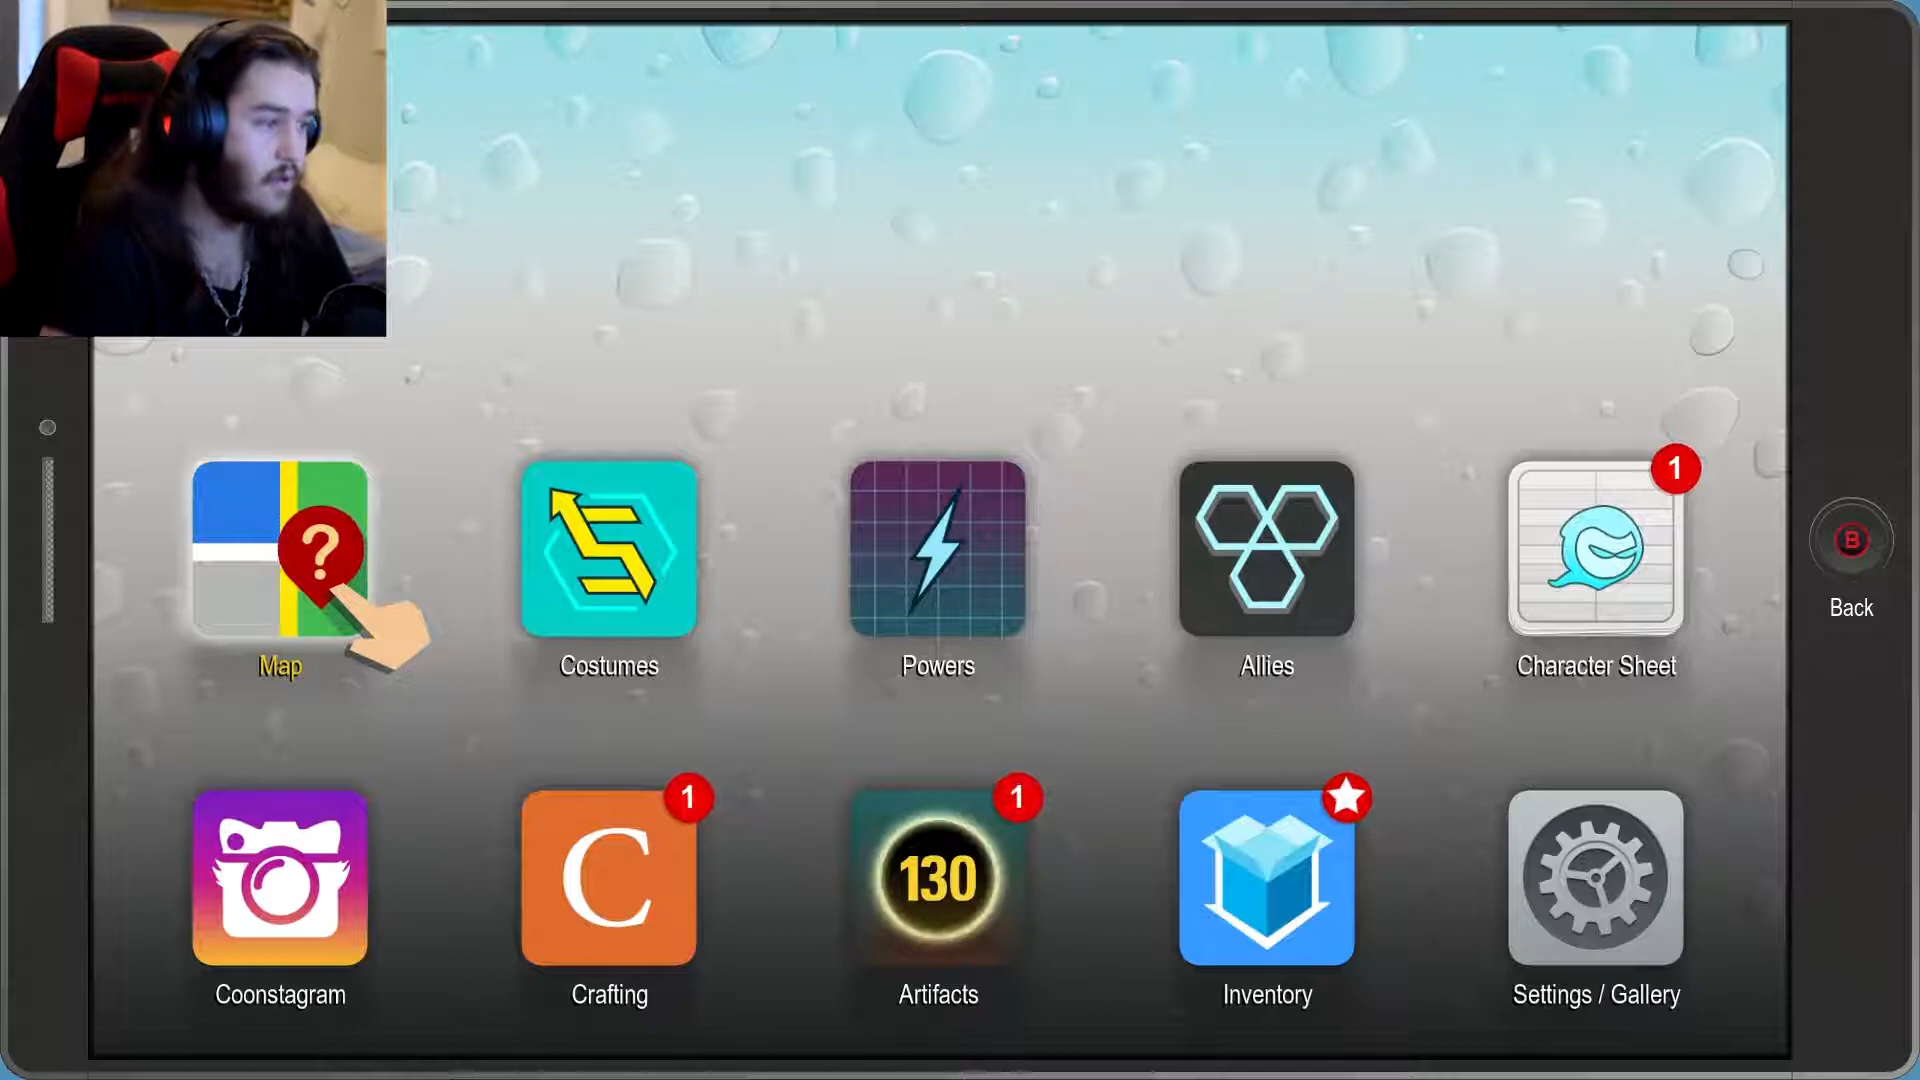 ?
1
B
Back
Map
Costumes
Powers
Allies
Character Sheet
C
1
130
1
Coonstagram
Crafting
Artifacts
Inventory
Settings / Gallery